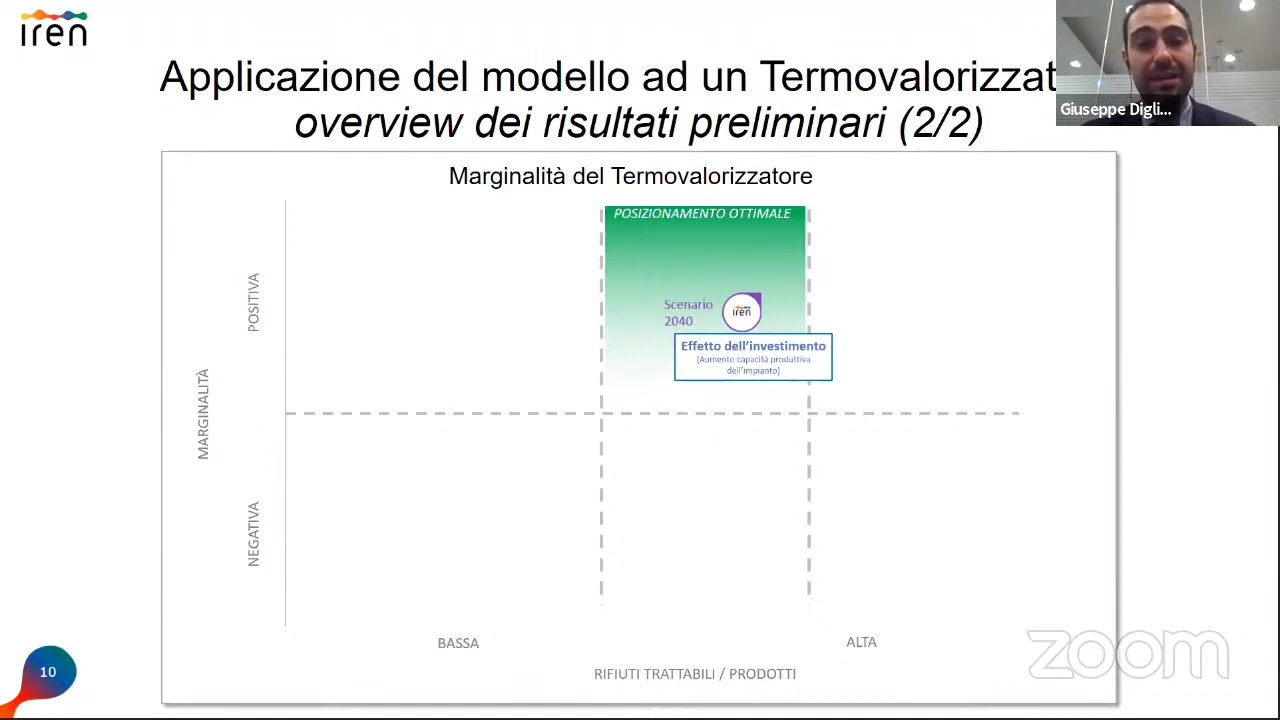 iren
Applicazione del modello ad un Termovalorizzat
overview dei risultati preliminari (2/2)
Giuseppe Digli...
Marginalità del Termovalorizzatore
POSIZIONAMENTO OTTIMALE
POSITIVA
Scenario
2040
iren
Effetto dell'investimento
(Aumento capacità produttiva
dell'impianto)
MARGINALITÀ
NEGATIVA
BASSA
ALTA
RIFIUTI TRATTABILI / PRODOTTI
10
zoom